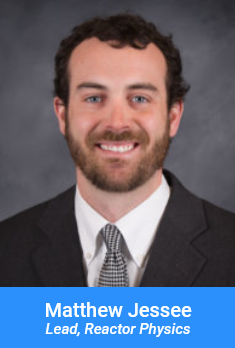 Matthew Jessee
Lead, Reactor Physics